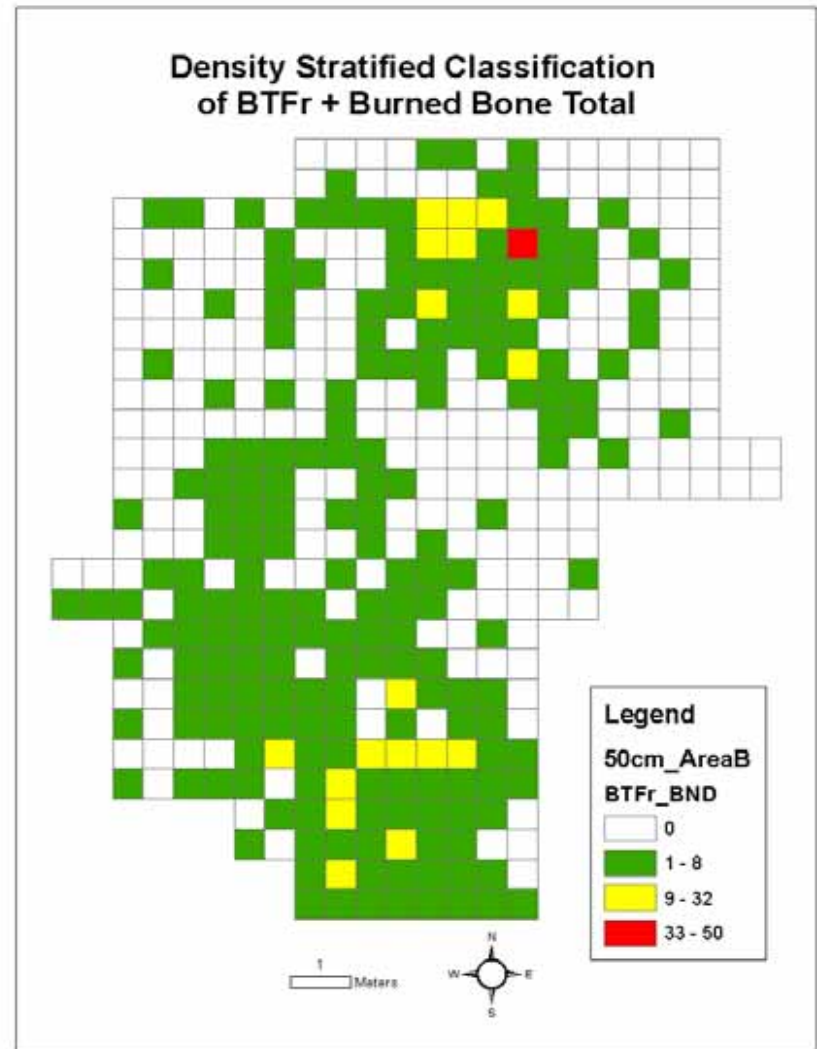 Density Stratified Classification
of BTFr + Burned Bone Total
Legend
50cm_AreaB
BTFr_BND
0
1 - 8
9 - 32
33 - 50
1
Meters
N
W
E
S